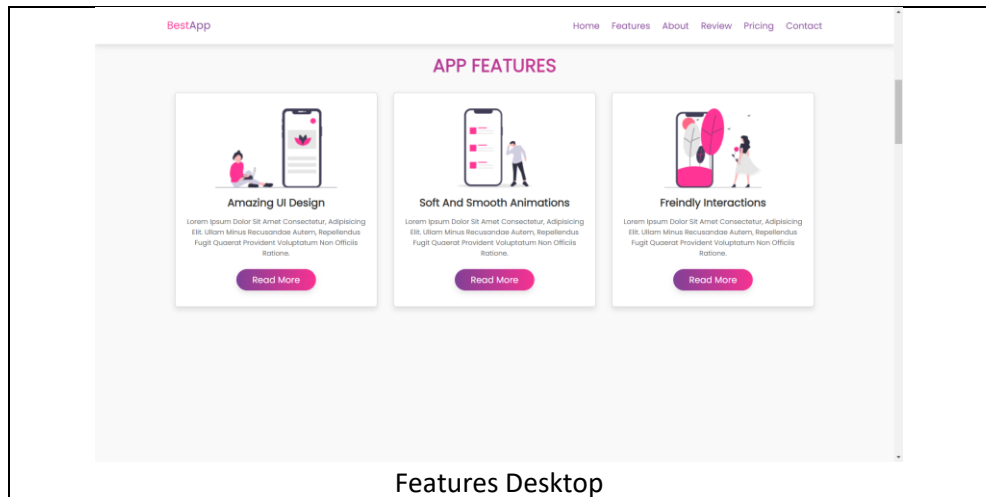 BestApp
Home Features About Review Pricing Contact
APP FEATURES
Amazing UI Design
Lorem Ipsum Dolor Sit Amet Consectetur, Adipisicing
Elit. Ullam Minus Recusandae Autem, Repellendus
Fugit Quaerat Provident Voluptatum Non Officiis
Ratione.
Read More
Soft And Smooth Animations
Lorem Ipsum Dolor Sit Amet Consectetur, Adipisicing
Elit. Ullam Minus Recusandae Autem, Repellendus
Fugit Quaerat Provident Voluptatum Non Officiis
Ratione.
Read More
Freindly Interactions
Lorem Ipsum Dolor Sit Amet Consectetur, Adipisicing
Elit. Ullam Minus Recusandae Autem, Repellendus
Fugit Quaerat Provident Voluptatum Non Officiis
Ratione.
Read More
Features Desktop